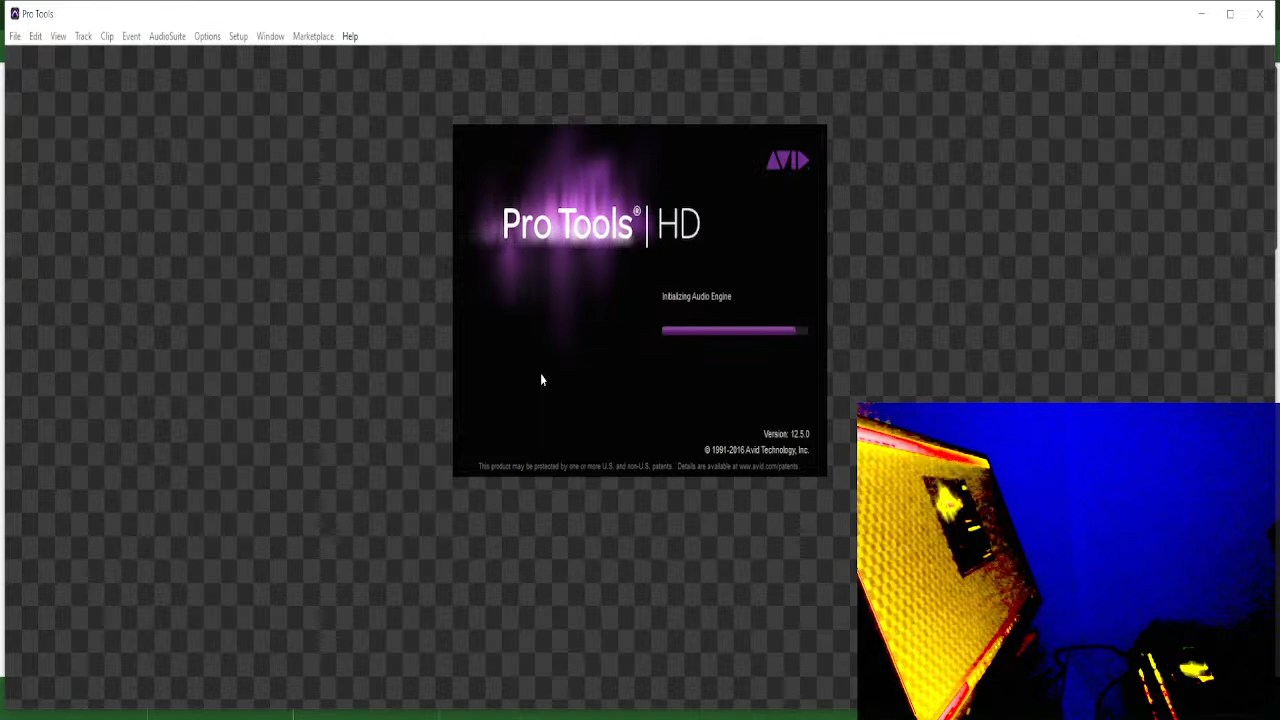 Pro Tools
File Edit View Track Clip Event AudioSuite Options Setup Window Marketplace Help
AVID
Pro Tools® | HD
Initializing Audio Engine
Version: 12.5.0
© 1991-2016 Avid Technology, Inc.
This product may be protected by one or more U.S. and non-U.S. patents. Details are available at www.avid.com/patents.